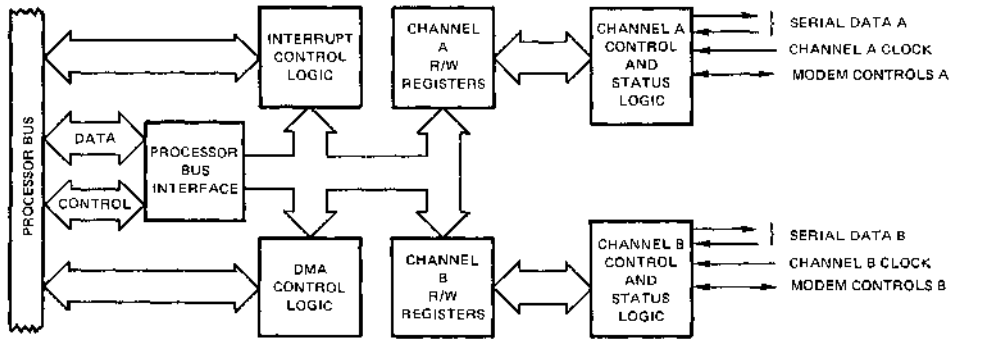 PROCESSOR BUS
INTERRUPT
CONTROL
LOGIC
CHANNEL
A
R/W
REGISTERS
CHANNEL A
CONTROL
AND
STATUS
LOGIC
SERIAL DATA A
CHANNEL A CLOCK
MODEM CONTROLS A
DATA
CONTROL
PROCESSOR
BUS
INTERFACE
DMA
CONTROL
LOGIC
CHANNEL
B
R/W
REGISTERS
CHANNEL B
CONTROL
AND
STATUS
LOGIC
SERIAL DATA B
CHANNEL B CLOCK
MODEM CONTROLS B